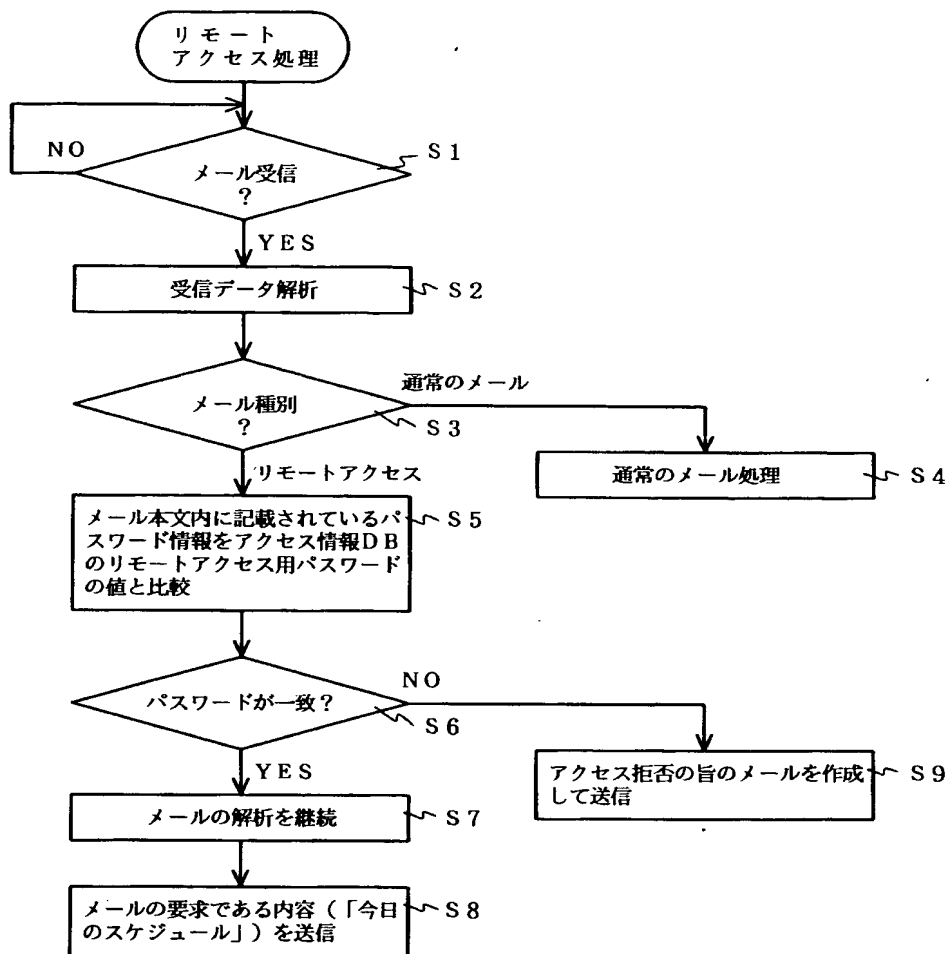 リモート
アクセス処理
NO
メール受信
?
S1
YES
受信データ解析
S2
通常のメール
メール種別
?
S3
リモートアクセス
通常のメール処理
S4
メール本文内に記載されているパ
スワード情報をアクセス情報DB
のリモートアクセス用パスワード
の値と比較
S5
パスワードが一致?
NO
S6
YES
アクセス拒否の旨のメールを作成
して送信
S9
メールの解析を継続
S7
メールの要求である内容(「今日
のスケジュール」)を送信
S8